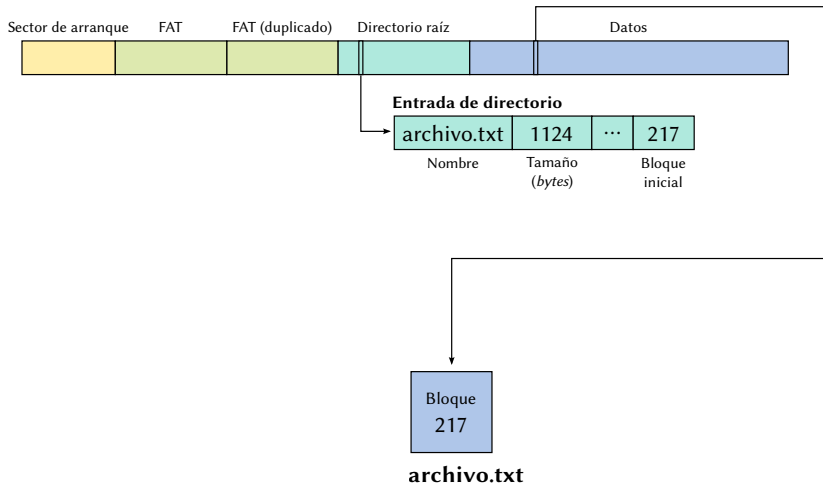 Sector de arranque FAT FAT (duplicado) Directorio raíz Datos
Entrada de directorio
archivo.txt 1124 ... 217
Nombre Tamaño Bloque
(bytes) inicial
Bloque
217
archivo.txt